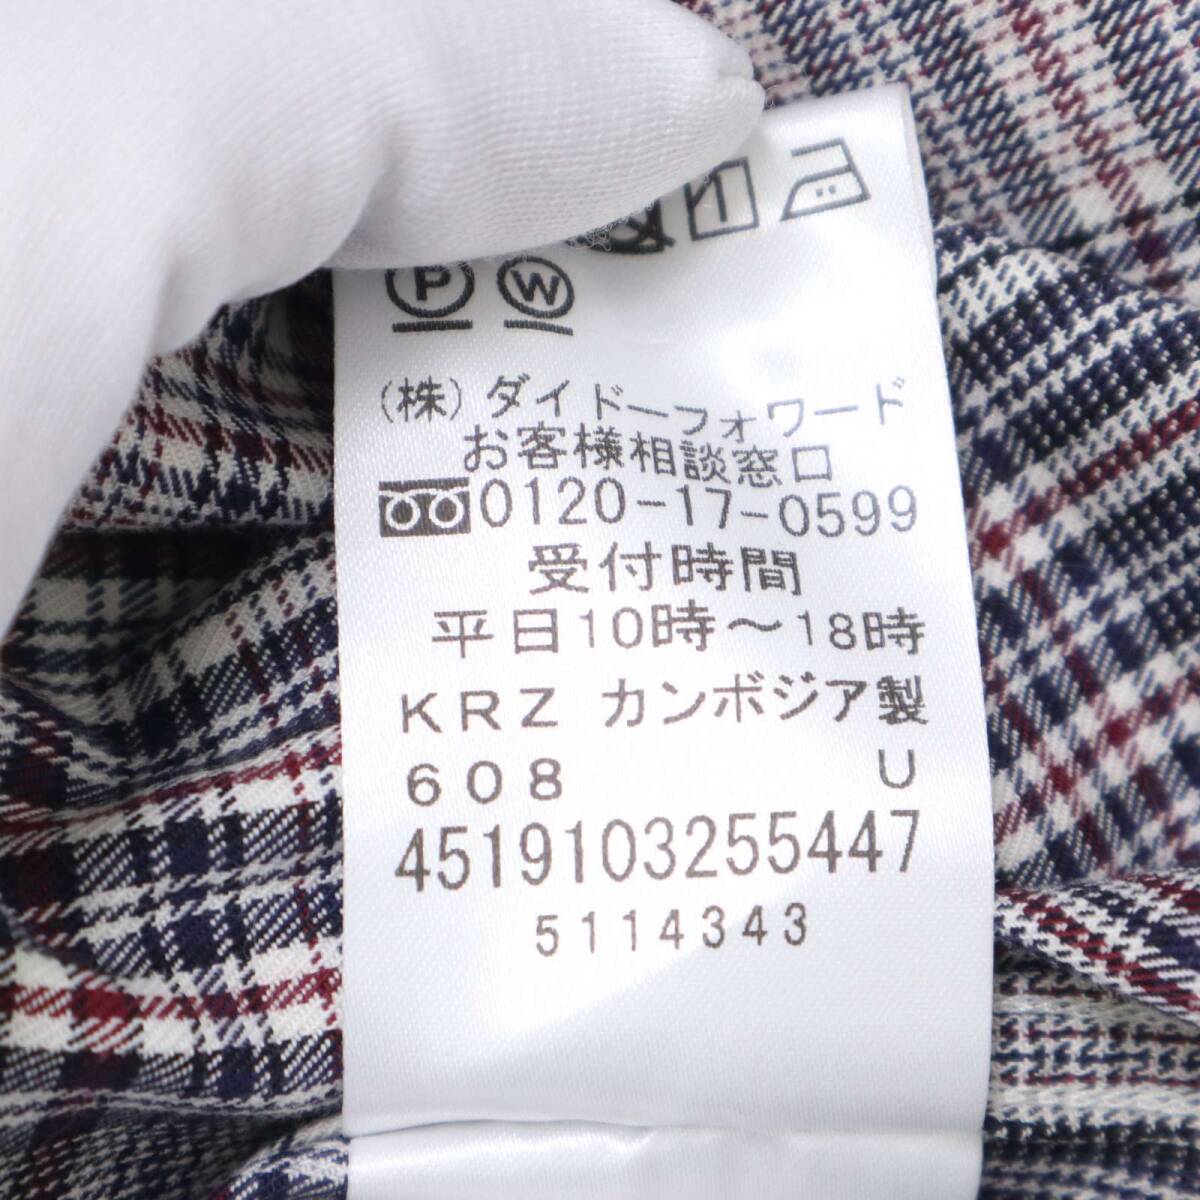 P W
(株)ダイドーフォワード
お客様相談窓口
0120-17-0599
受付時間
平日10時～18時
KRZ カンボジア製
608 U
4519103255447
5114343